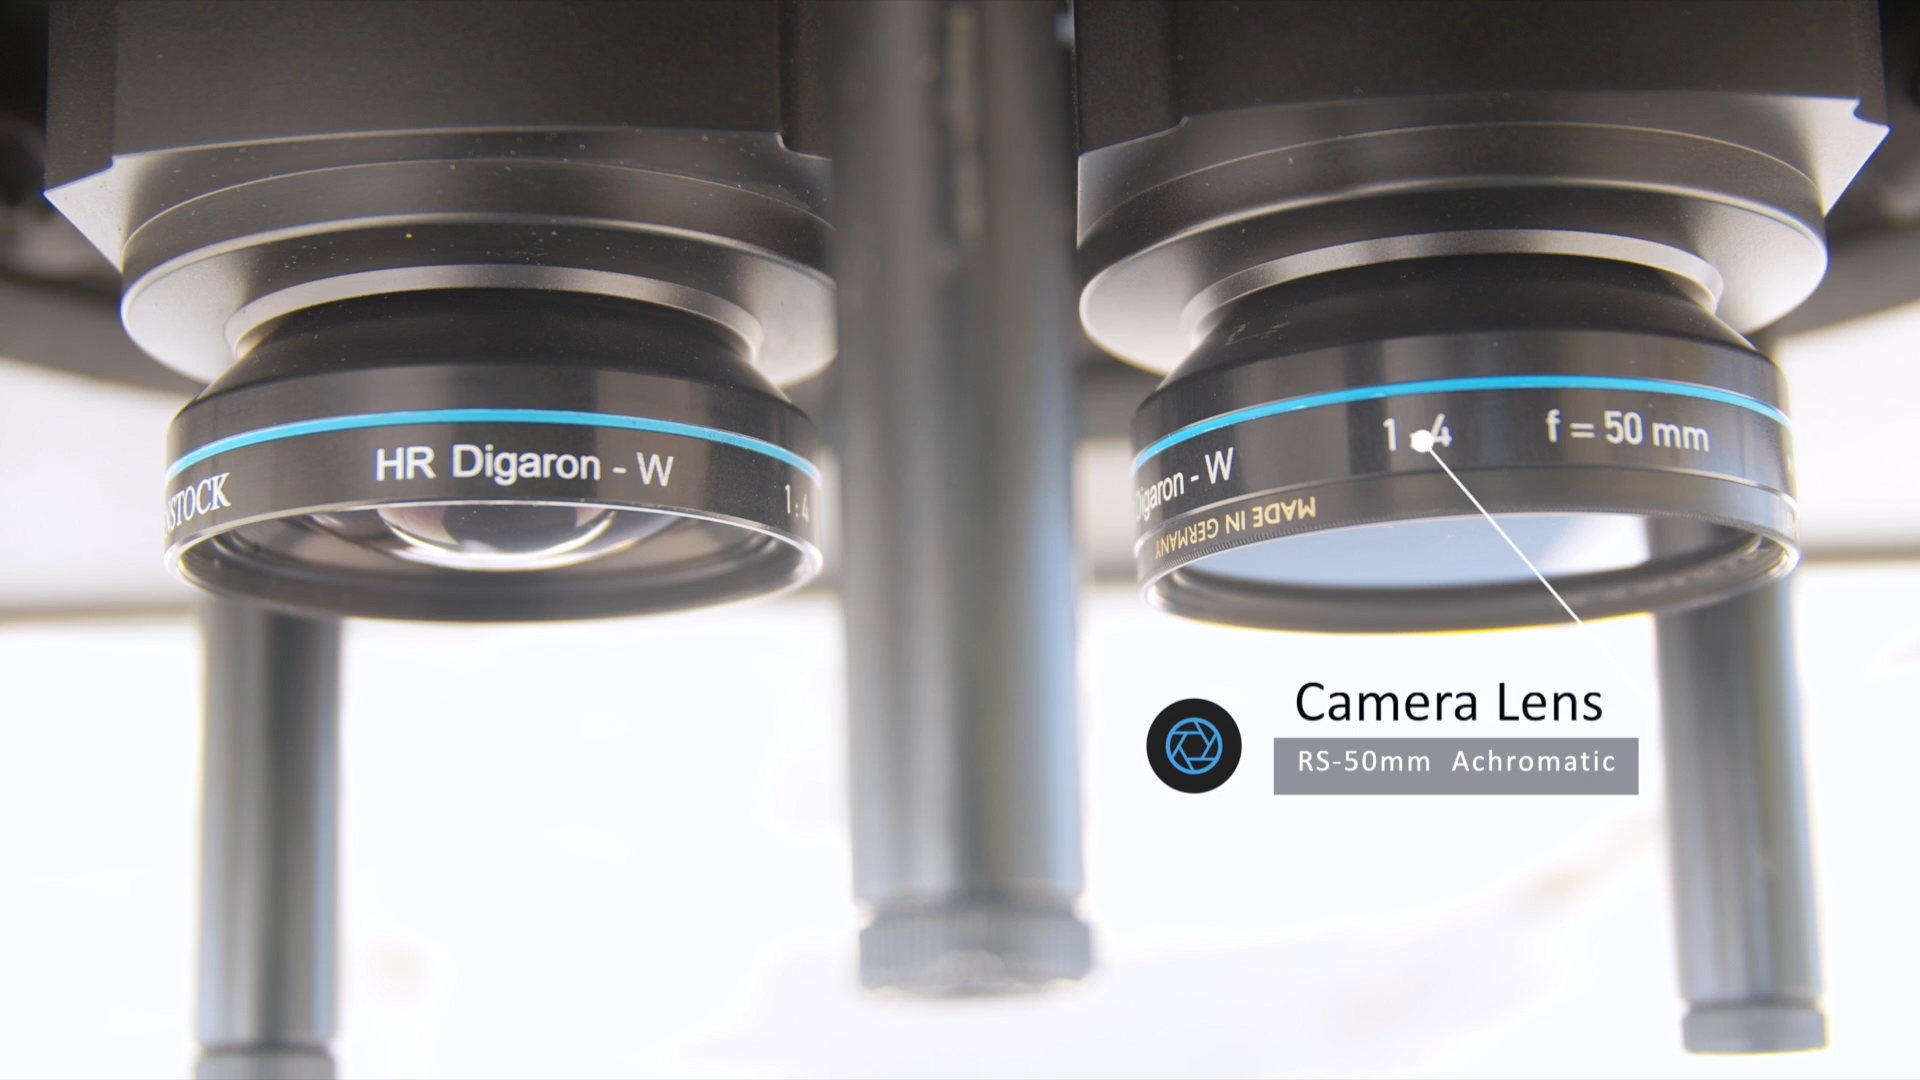 STOCK
HR Digaron - W
1:4
Digaron - W
1:4
f = 50 mm
MADE IN GERMANY
Camera Lens
RS-50mm Achromatic